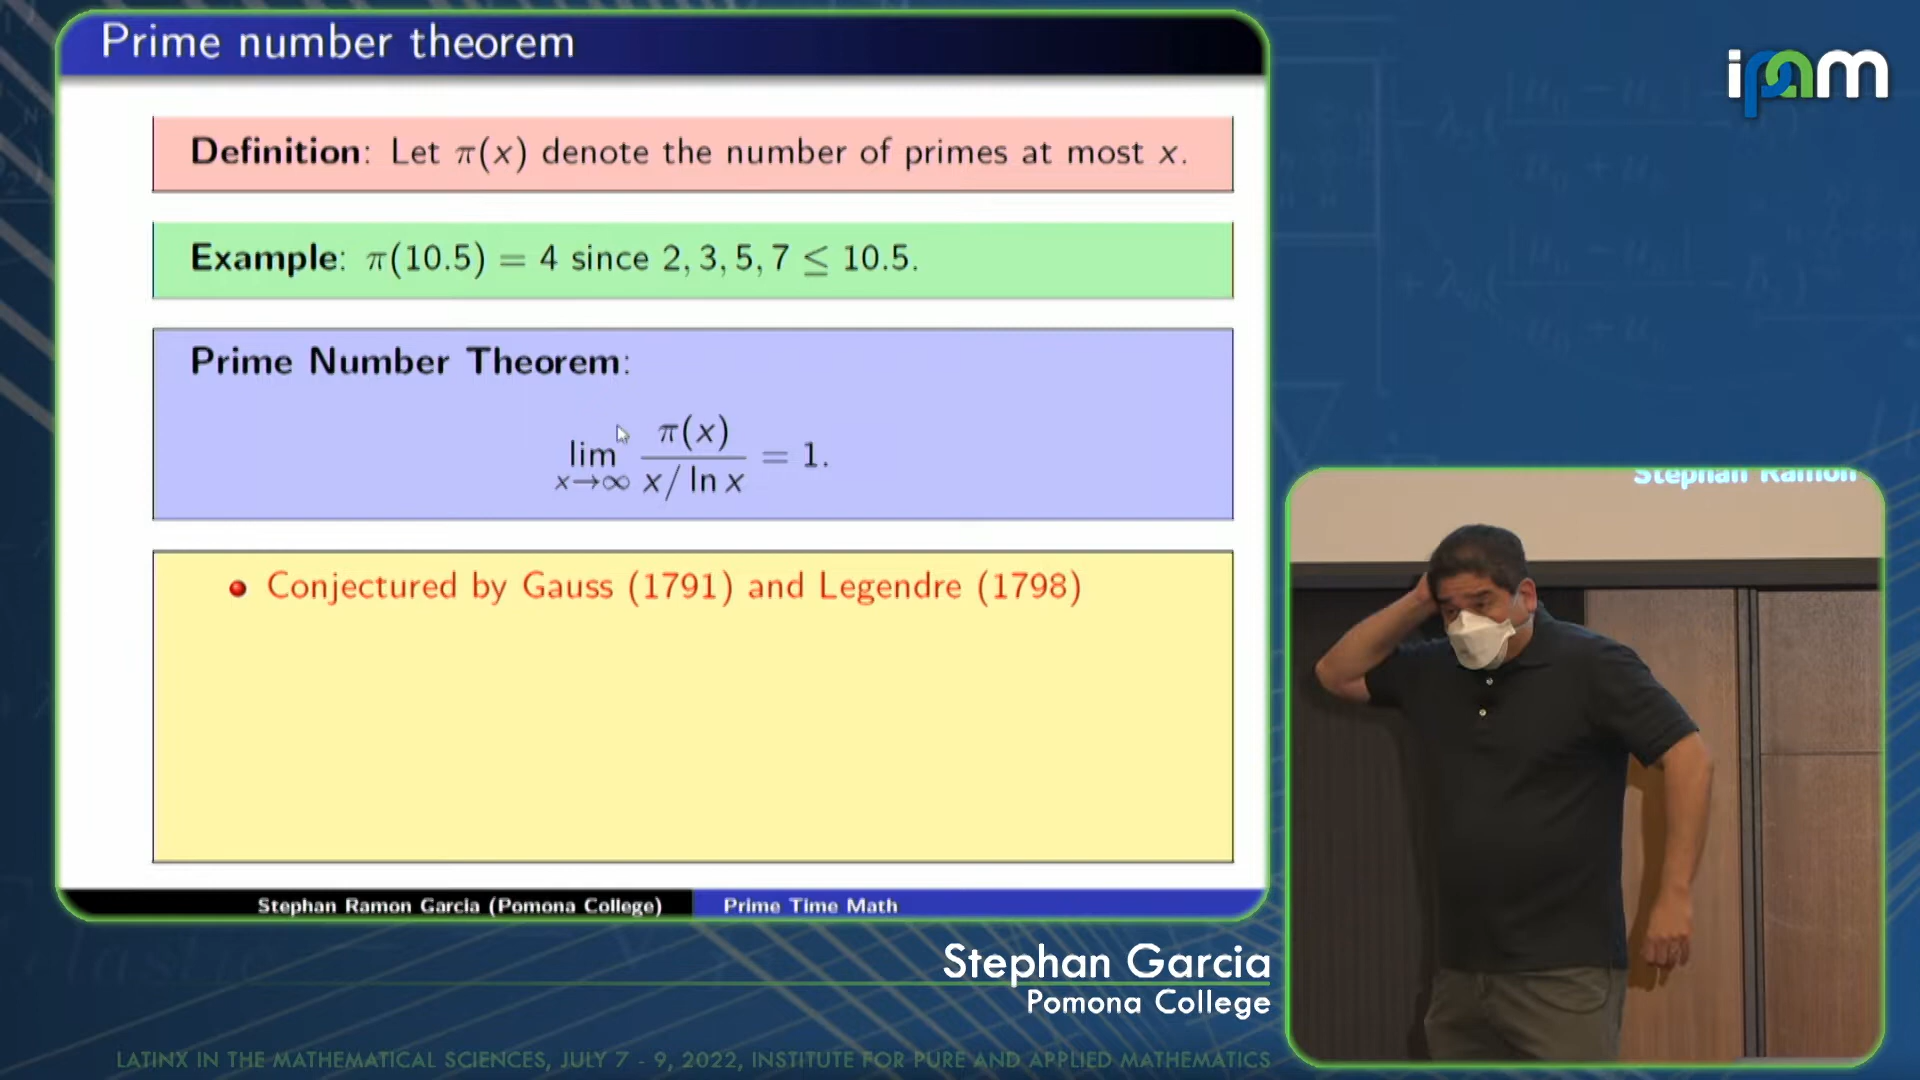 Prime number theorem
Definition: Let π(x) denote the number of primes at most x.
Example: π(10.5) = 4 since 2, 3, 5, 7 ≤ 10.5.
Prime Number Theorem:
lim x→∞ π(x) / (x/ ln x) = 1.
Conjectured by Gauss (1791) and Legendre (1798)
Stephan Ramon Garcia (Pomona College) Prime Time Math
ipam
Stephan Ramon
Stephan Garcia
Pomona College
LATINX IN THE MATHEMATICAL SCIENCES, JULY 7 - 9, 2022, INSTITUTE FOR PURE AND APPLIED MATHEMATICS